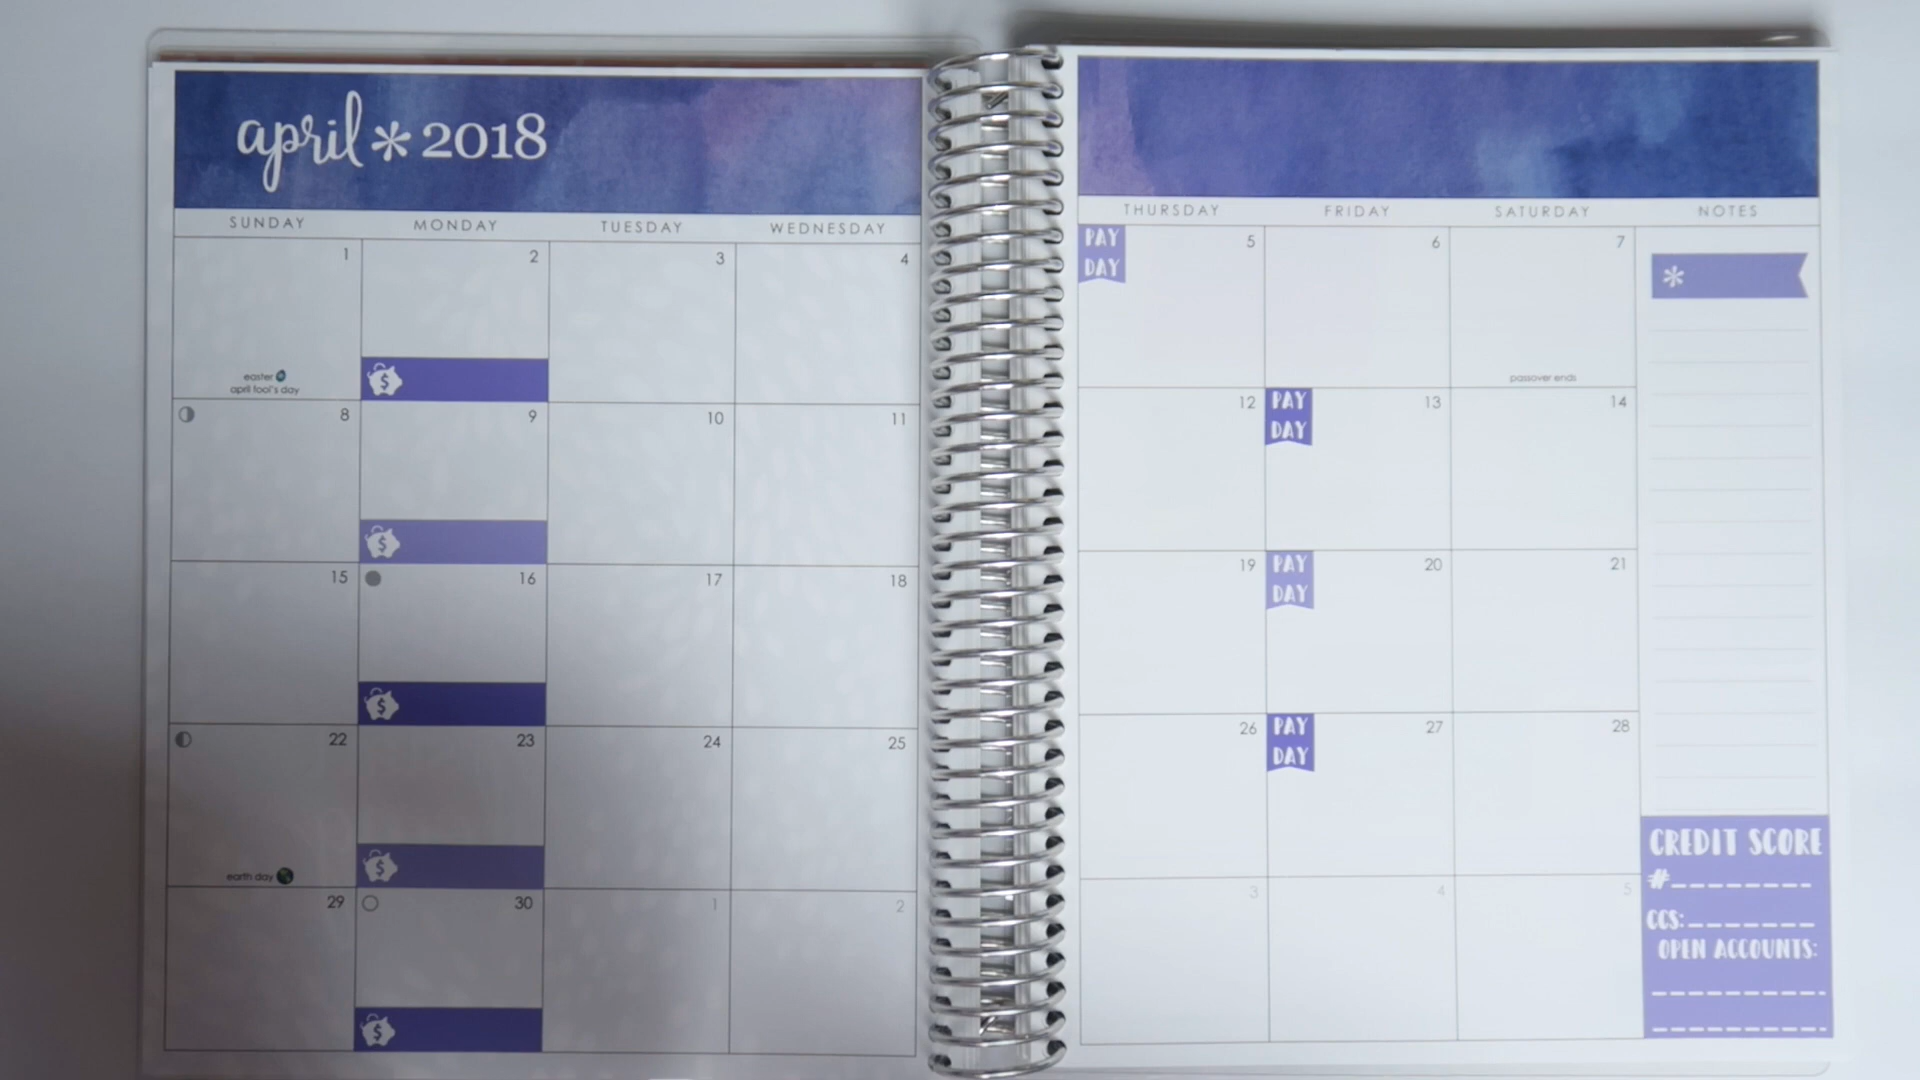 april * 2018
SUNDAY MONDAY TUESDAY WEDNESDAY THURSDAY FRIDAY SATURDAY NOTES
1 2 3 4 PAY 5 6 7
DAY
*
$
easter
april fool's day
passover ends
8 9 10 11 12 PAY 13 14
DAY
$
15 16 17 18 19 PAY 20 21
DAY
$
22 23 24 25 26 PAY 27 28
DAY
$
earth day
29 30 1 2 3 4 5
$
CREDIT SCORE
#________
CCS:________
OPEN ACCOUNTS: